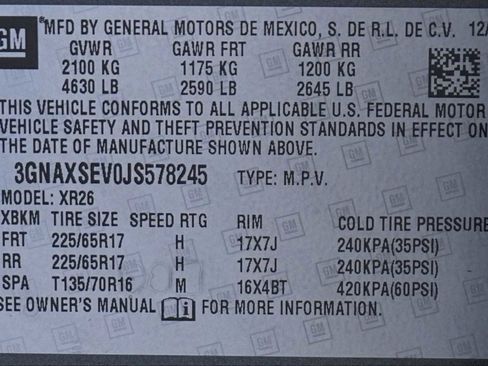 GM
MFD BY GENERAL MOTORS DE MEXICO, S. DE R.L. DE C.V. 12/
GVWR GAWR FRT GAWR RR
2100 KG 1175 KG 1200 KG
4630 LB 2590 LB 2645 LB
THIS VEHICLE CONFORMS TO ALL APPLICABLE U.S. FEDERAL MOTOR
VEHICLE SAFETY AND THEFT PREVENTION STANDARDS IN EFFECT ON
THE DATE OF MANUFACTURE SHOWN ABOVE.
3GNAXSEV0JS578245 TYPE: M.P.V.
MODEL: XR26
XBKM TIRE SIZE SPEED RTG RIM COLD TIRE PRESSURE
FRT 225/65R17 H 17X7J 240KPA(35PSI)
RR 225/65R17 H 17X7J 240KPA(35PSI)
SPA T135/70R16 M 16X4BT 420KPA(60PSI)
SEE OWNER'S MANUAL FOR MORE INFORMATION.